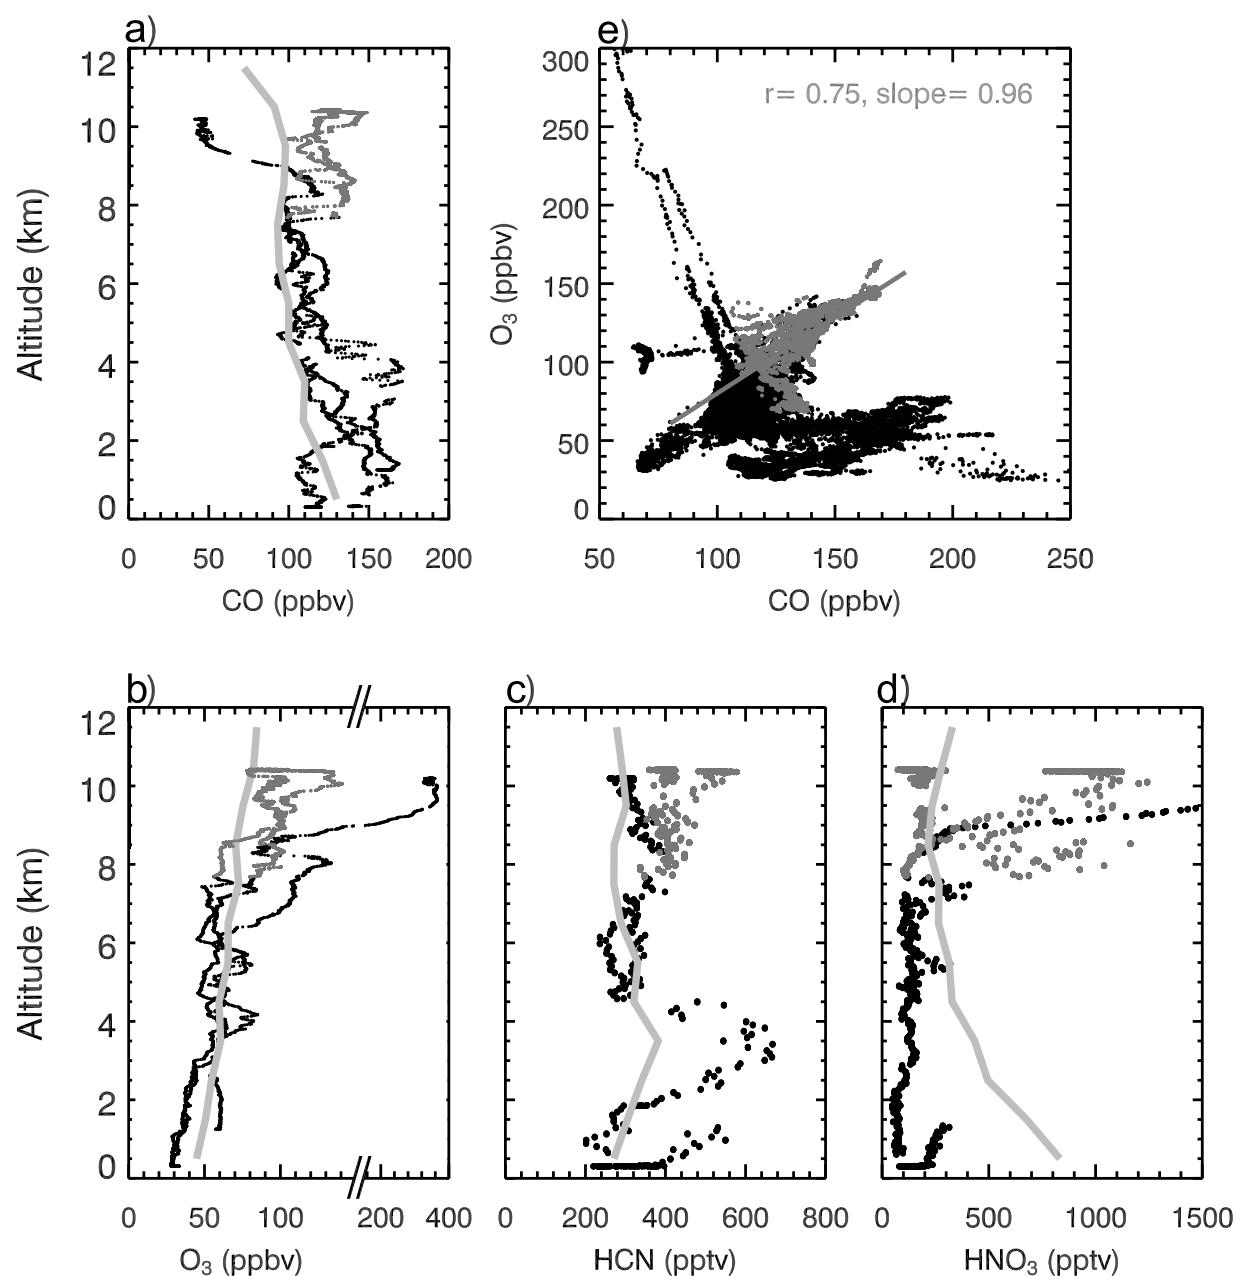 a)
12
10
8
6
4
2
0
Altitude (km)
0 50 100 150 200
CO (ppbv)
e)
r= 0.75, slope= 0.96
300
250
200
150
100
50
0
O₃ (ppbv)
50 100 150 200 250
CO (ppbv)
b)
12
10
8
6
4
2
0
Altitude (km)
0 50 100 200 400
O₃ (ppbv)
c)
0 200 400 600 800
HCN (pptv)
d)
0 500 1000 1500
HNO₃ (pptv)